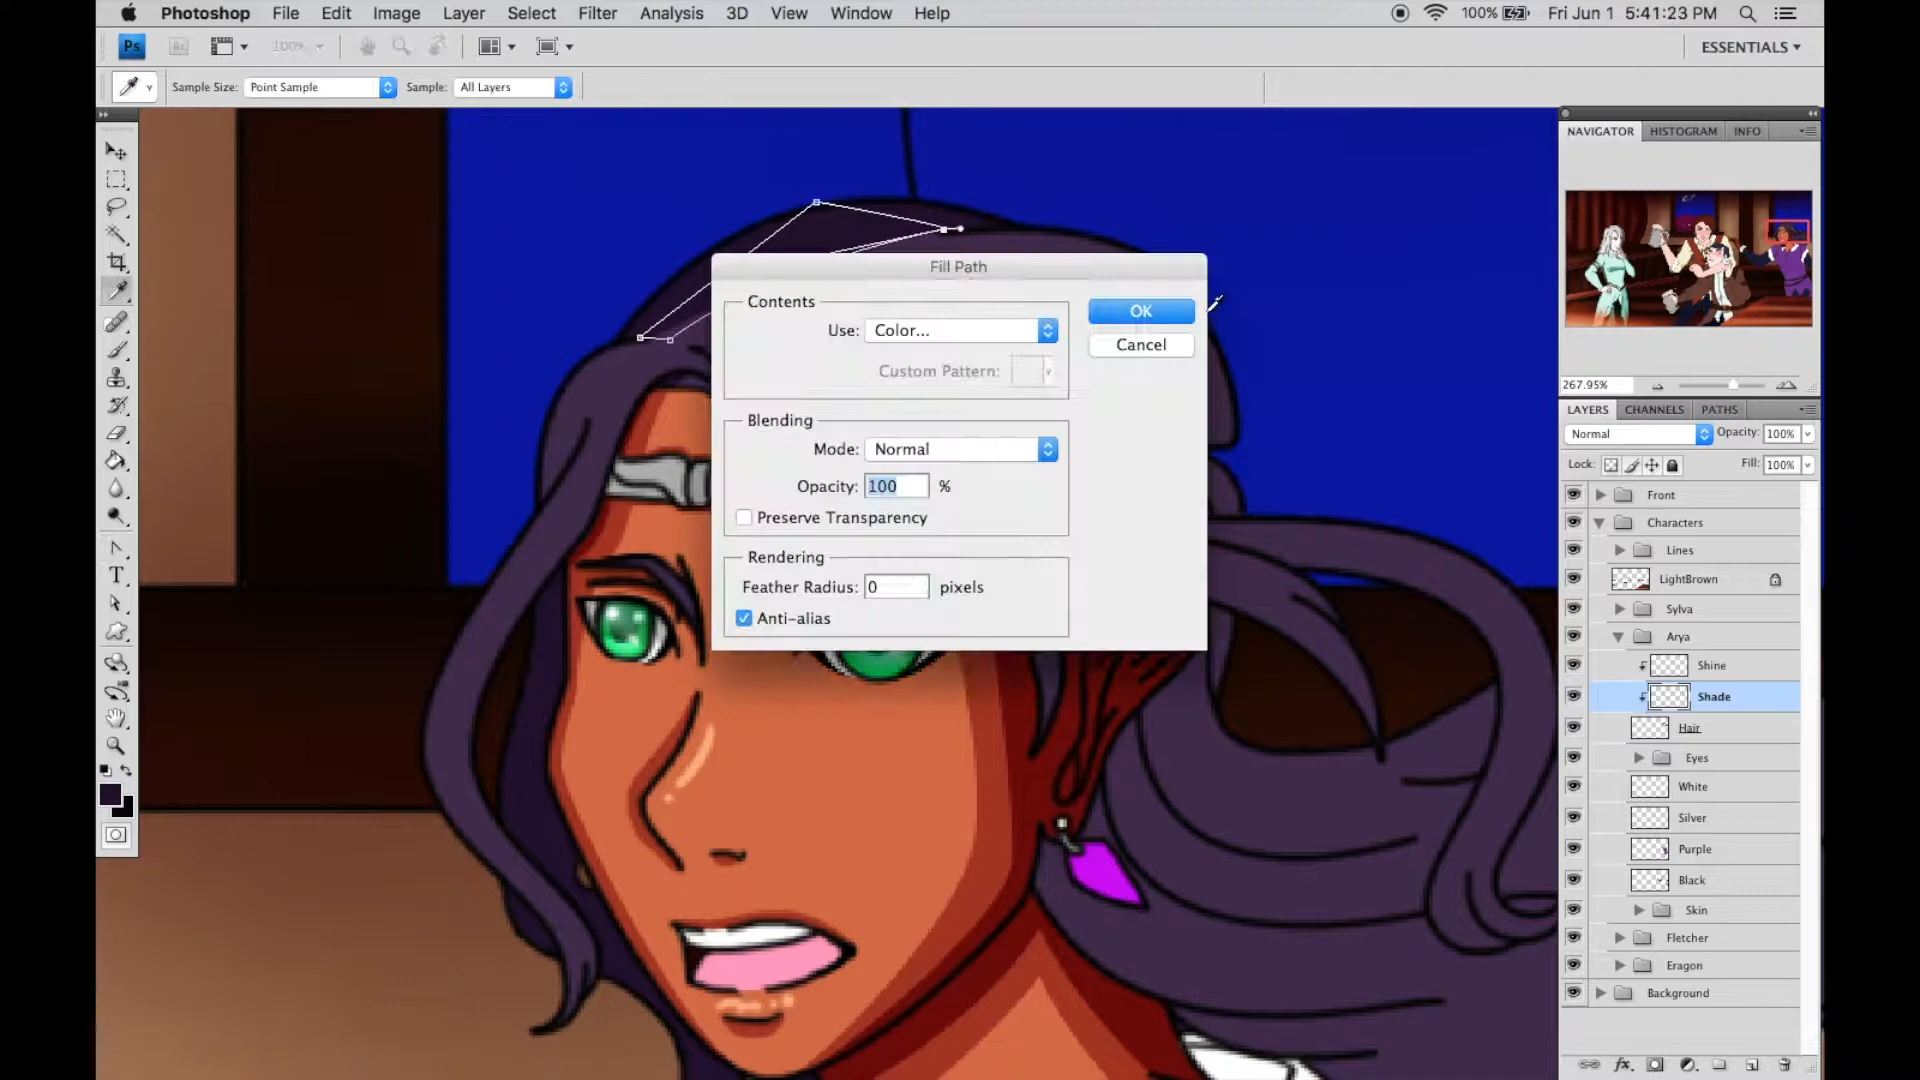 Photoshop File Edit Image Layer Select Filter Analysis 3D View Window Help 100% Fri Jun 1 5:41:23 PM
Ps Br 100% ESSENTIALS
Sample Size: Point Sample Sample: All Layers
NAVIGATOR HISTOGRAM INFO
267.95%
LAYERS CHANNELS PATHS
Normal Opacity: 100%
Lock: Fill: 100%
Front
Characters
Lines
LightBrown
Sylva
Arya
Shine
Shade
Hair
Eyes
White
Silver
Purple
Black
Skin
Fletcher
Eragon
Background
fx
T
Fill Path
Contents
Use: Color...
Custom Pattern:
OK
Cancel
Blending
Mode: Normal
Opacity: 100 %
Preserve Transparency
Rendering
Feather Radius: 0 pixels
Anti-alias